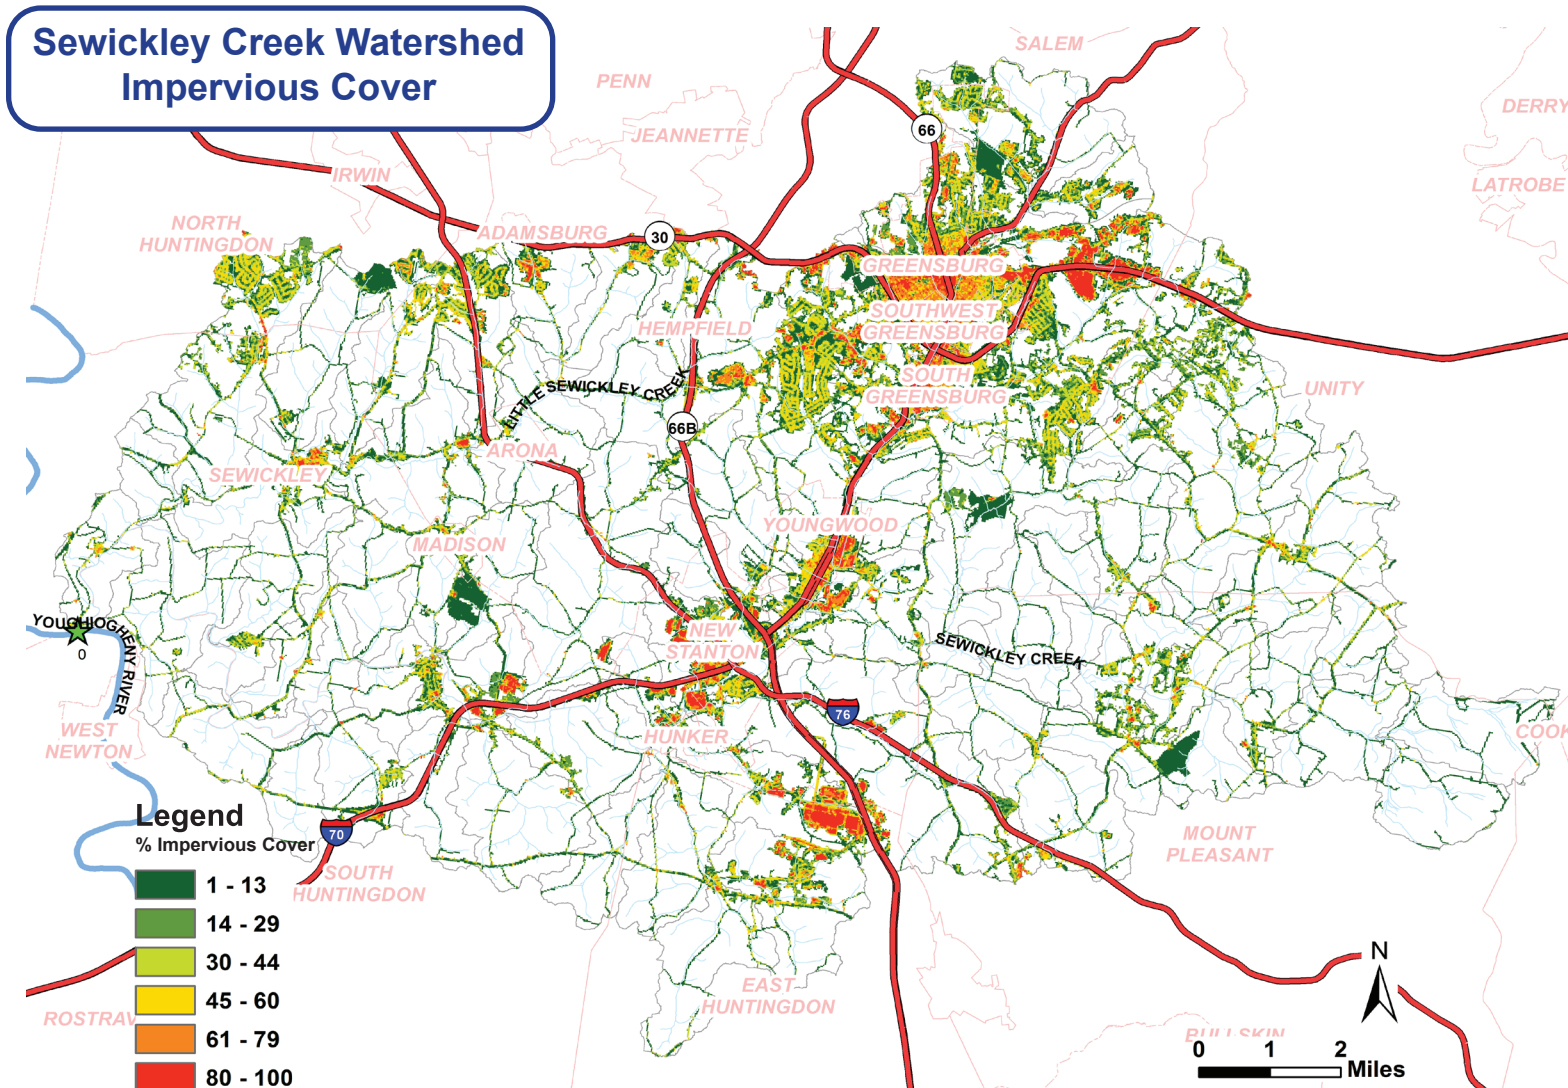 Sewickley Creek Watershed
Impervious Cover
SALEM
PENN
DERRY
66
JEANNETTE
IRWIN
LATROBE
NORTH
HUNTINGDON
ADAMSBURG
30
GREENSBURG
SOUTHWEST
GREENSBURG
HEMPFIELD
SOUTH
GREENSBURG
UNITY
LITTLE SEWICKLEY CREEK
66B
ARONA
SEWICKLEY
YOUNGWOOD
MADISON
YOUGHIOGHENY RIVER
0
NEW
STANTON
SEWICKLEY CREEK
76
WEST
NEWTON
HUNKER
COOK
Legend
% Impervious Cover
70
MOUNT
PLEASANT
SOUTH
HUNTINGDON
1 - 13
14 - 29
30 - 44
45 - 60
61 - 79
80 - 100
N
EAST
HUNTINGDON
ROSTRAV
BULLSKIN
0 1 2
Miles